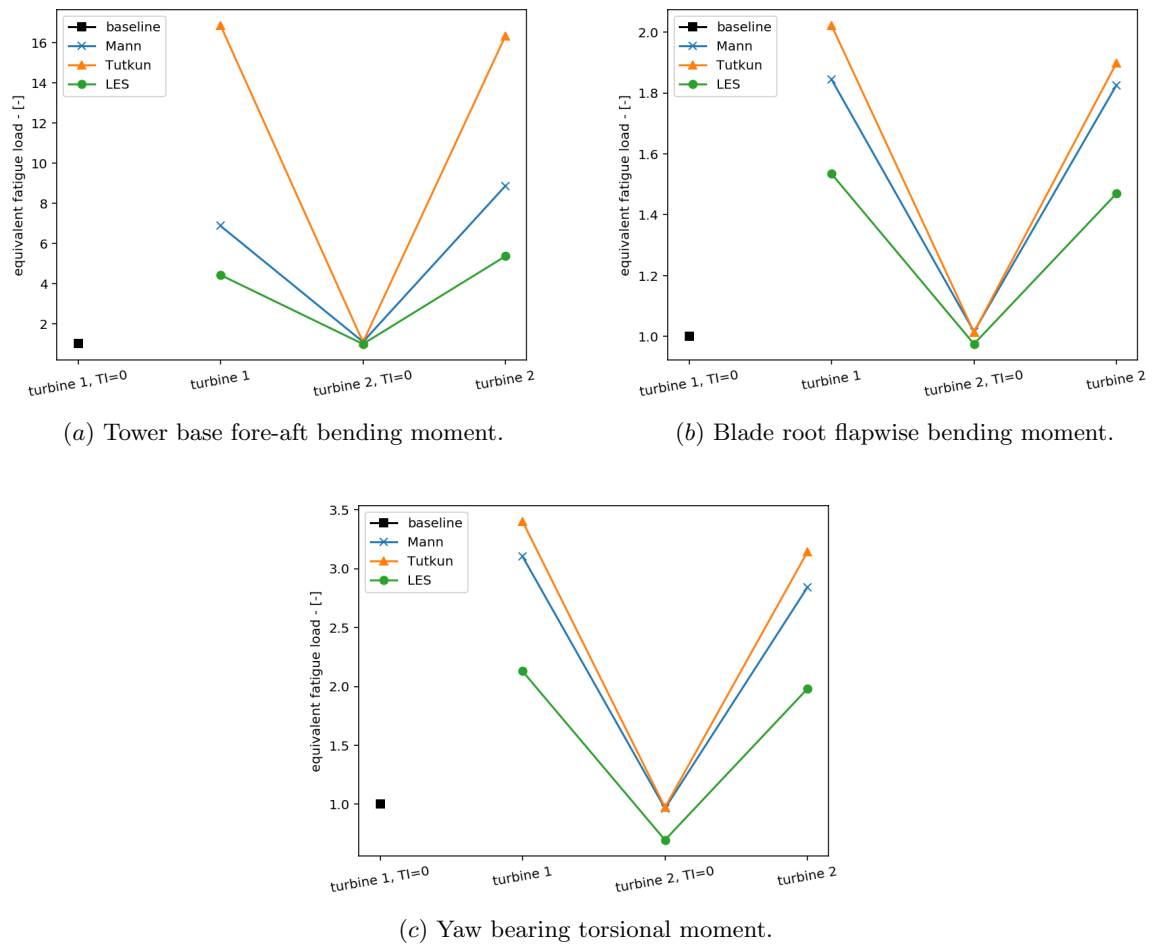 baseline
Mann
Tutkun
LES
equivalent fatigue load - [-]
16
14
12
10
8
6
4
2
turbine 1, TI=0
turbine 1
turbine 2, TI=0
turbine 2
(a) Tower base fore-aft bending moment.
baseline
Mann
Tutkun
LES
equivalent fatigue load - [-]
2.0
1.8
1.6
1.4
1.2
1.0
turbine 1, TI=0
turbine 1
turbine 2, TI=0
turbine 2
(b) Blade root flapwise bending moment.
baseline
Mann
Tutkun
LES
equivalent fatigue load - [-]
3.5
3.0
2.5
2.0
1.5
1.0
turbine 1, TI=0
turbine 1
turbine 2, TI=0
turbine 2
(c) Yaw bearing torsional moment.